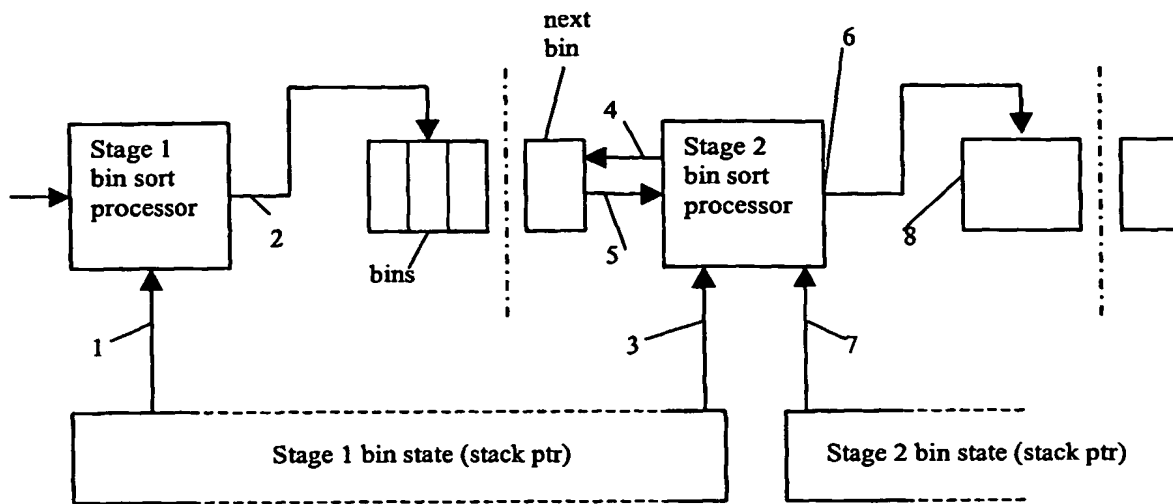 next
bin
6
4
Stage 1
bin sort
processor
Stage 2
bin sort
processor
2
bins
5
8
1
3
7
Stage 1 bin state (stack ptr)
Stage 2 bin state (stack ptr)